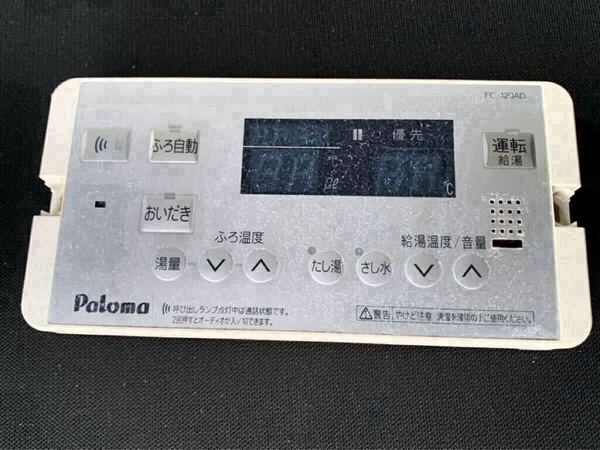 FC-129AD
ふろ自動
優先
運転
給湯
℃
おいだき
ふろ温度
給湯温度/音量
湯量
たし湯
さし水
Paloma
呼び出しランプ点灯中は通話状態です。
2回押すとオーディオが入/切できます。
警告
やけど注意 湯温を確認の上ご使用ください。